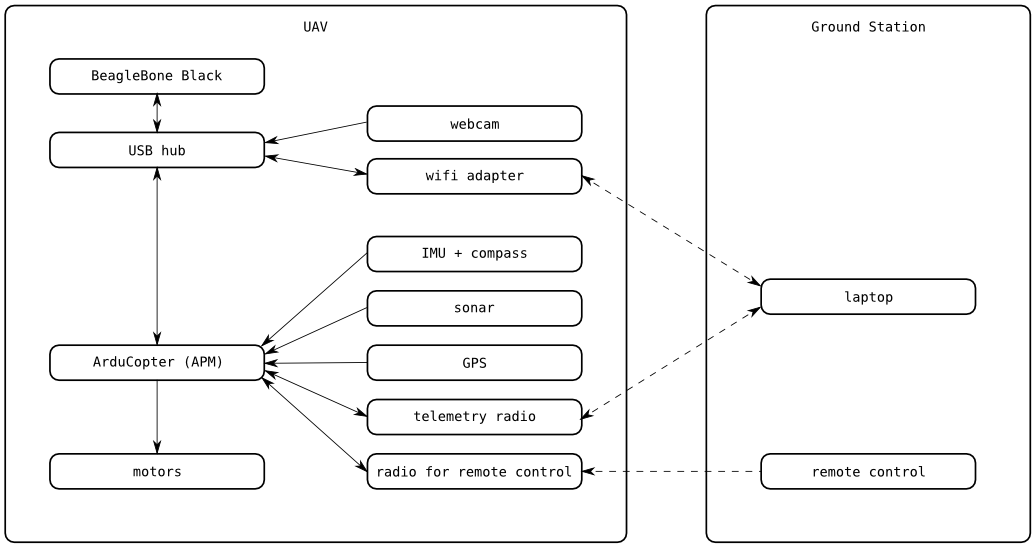 UAV
BeagleBone Black
USB hub
webcam
wifi adapter
IMU + compass
sonar
ArduCopter (APM)
GPS
telemetry radio
motors
radio for remote control
Ground Station
laptop
remote control